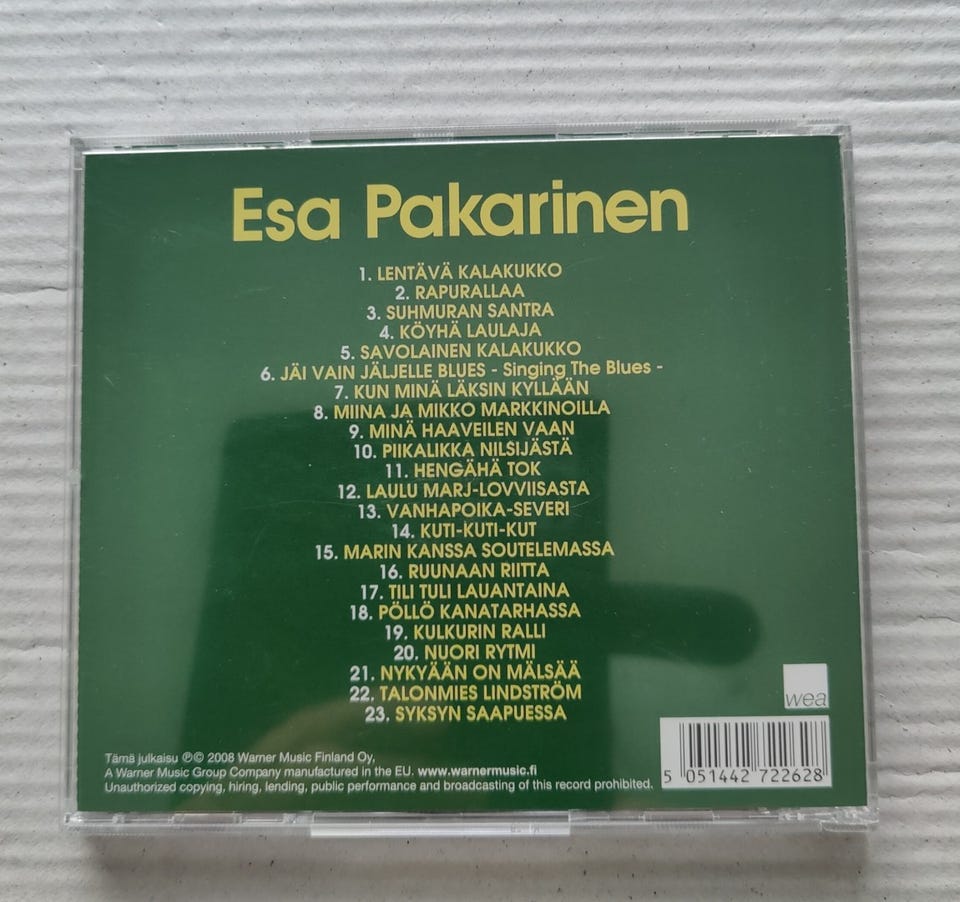 Esa Pakarinen
1. LENTÄVÄ KALAKUKKO
2. RAPURALLAA
3. SUHMURAN SANTRA
4. KÖYHÄ LAULAJA
5. SAVOLAINEN KALAKUKKO
6. JÄI VAIN JÄLJELLE BLUES - Singing The Blues -
7. KUN MINÄ LÄKSIN KYLLÄÄN
8. MIINA JA MIKKO MARKKINOILLA
9. MINÄ HAAVEILEN VAAN
10. PIIKALIKKA NILSIJÄSTÄ
11. HENGÄHÄ TOK
12. LAULU MARJ-LOVVIISASTA
13. VANHAPOIKA-SEVERI
14. KUTI-KUTI-KUT
15. MARIN KANSSA SOUTELEMASSA
16. RUUNAAN RIITTA
17. TILI TULI LAUANTAINA
18. PÖLLÖ KANATARHASSA
19. KULKURIN RALLI
20. NUORI RYTMI
21. NYKYÄÄN ON MÄLSÄÄ
22. TALONMIES LINDSTRÖM
23. SYKSYN SAAPUESSA
wea
Tämä julkaisu ℗© 2008 Warner Music Finland Oy,
A Warner Music Group Company manufactured in the EU. www.warnermusic.fi
Unauthorized copying, hiring, lending, public performance and broadcasting of this record prohibited.
5 051442 722628